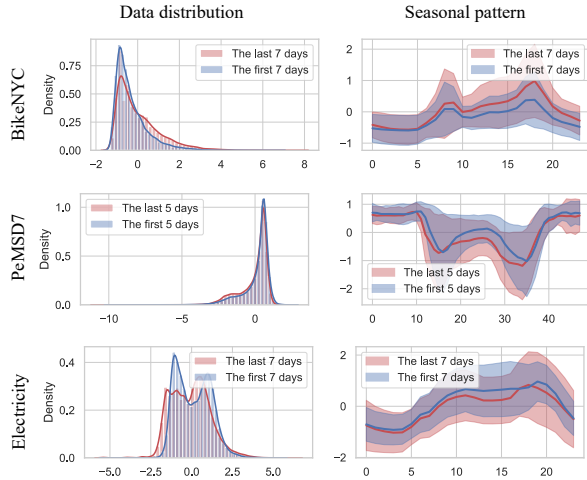 Data distribution
Seasonal pattern
BikeNYC
Density
0.75
0.50
0.25
0.00
−2
0
2
4
6
8
The last 7 days
The first 7 days
2
1
0
−1
0
5
10
15
20
The last 7 days
The first 7 days
PeMSD7
Density
1.0
0.5
0.0
−10
−5
0
The last 5 days
The first 5 days
1
0
−1
−2
0
10
20
30
40
The last 5 days
The first 5 days
Electricity
Density
0.4
0.2
0.0
−5.0
−2.5
0.0
2.5
5.0
The last 7 days
The first 7 days
2
0
−2
0
5
10
15
20
The last 7 days
The first 7 days